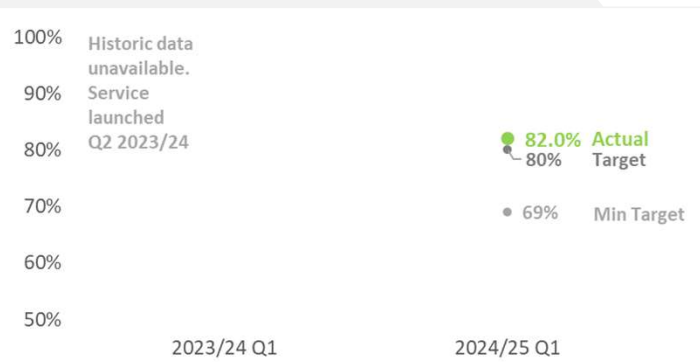 100%
Historic data
unavailable.
90%
Service
launched
Q2 2023/24
82.0% Actual
80%
80% Target
70%
69% Min Target
60%
50%
2023/24 Q1 2024/25 Q1